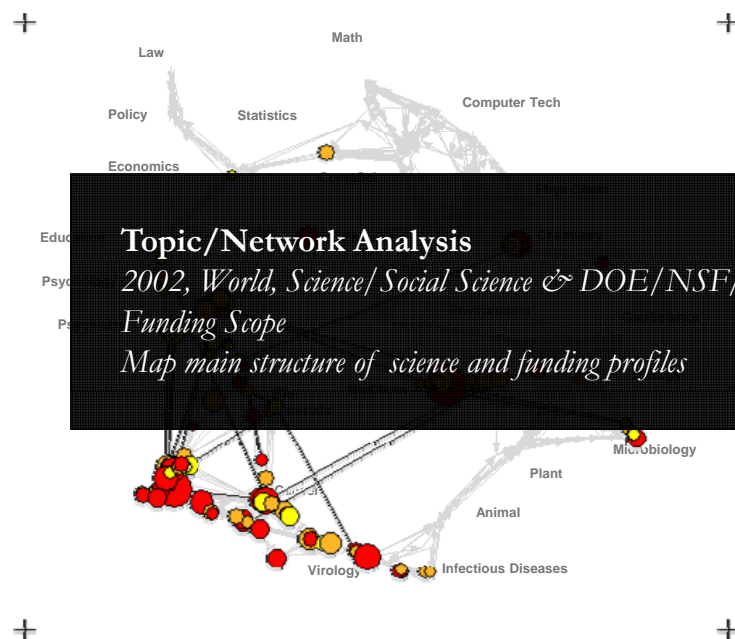 Math
Law
Computer Tech
Policy
Statistics
Economics
Topic/Network Analysis
2002, World, Science/Social Science & DOE/NSF/
Funding Scope
Map main structure of science and funding profiles
Microbiology
Plant
Cancer
Animal
Virology
Infectious Diseases